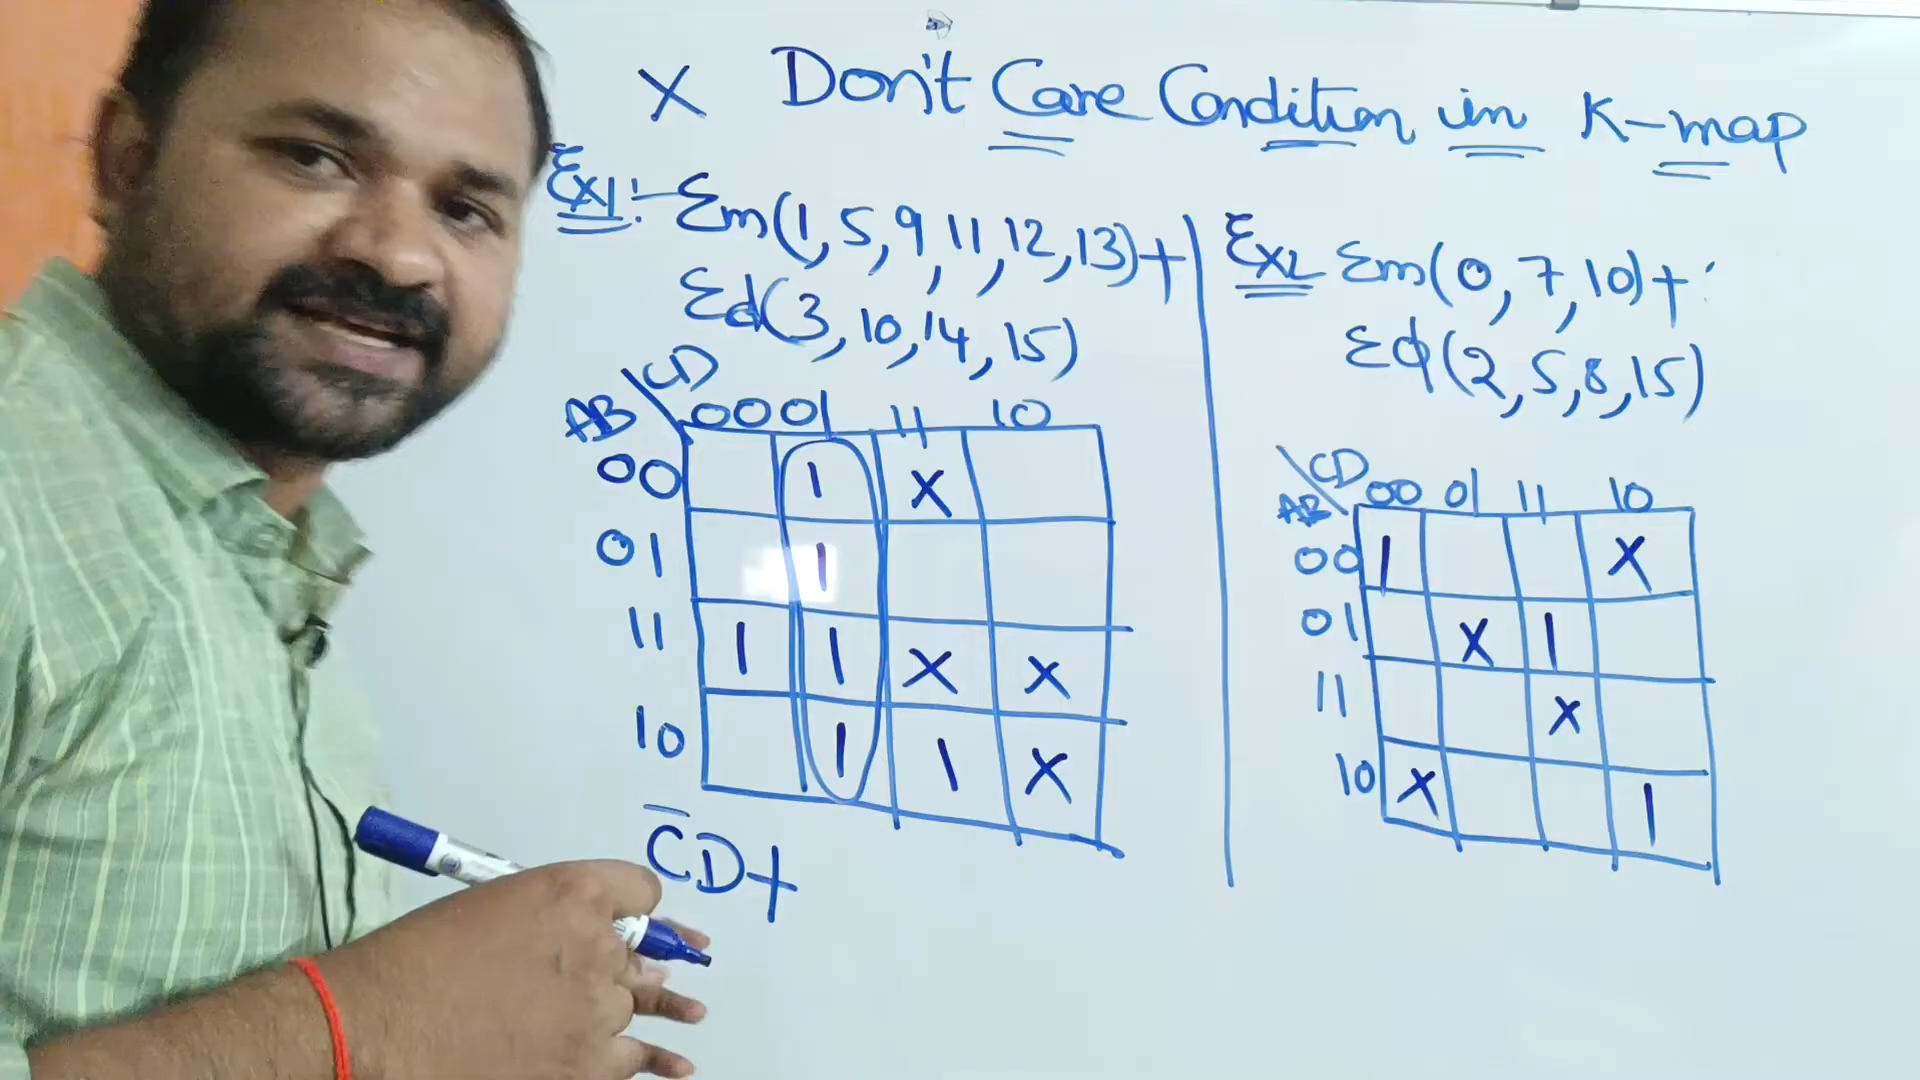 X Don't Care Condition in K-map
Ex1:- Σm(1,5,9,11,12,13)+
Σd(3,10,14,15)
CD
AB 00 01 11 10
00 1 X
01 1
11 1 1 X X
10 1 1 X
C̅D+
Ex2 Σm(0,7,10)+
Σϕ(2,5,8,15)
CD
AB 00 01 11 10
00 1 X
01 X 1
11 X
10 X 1